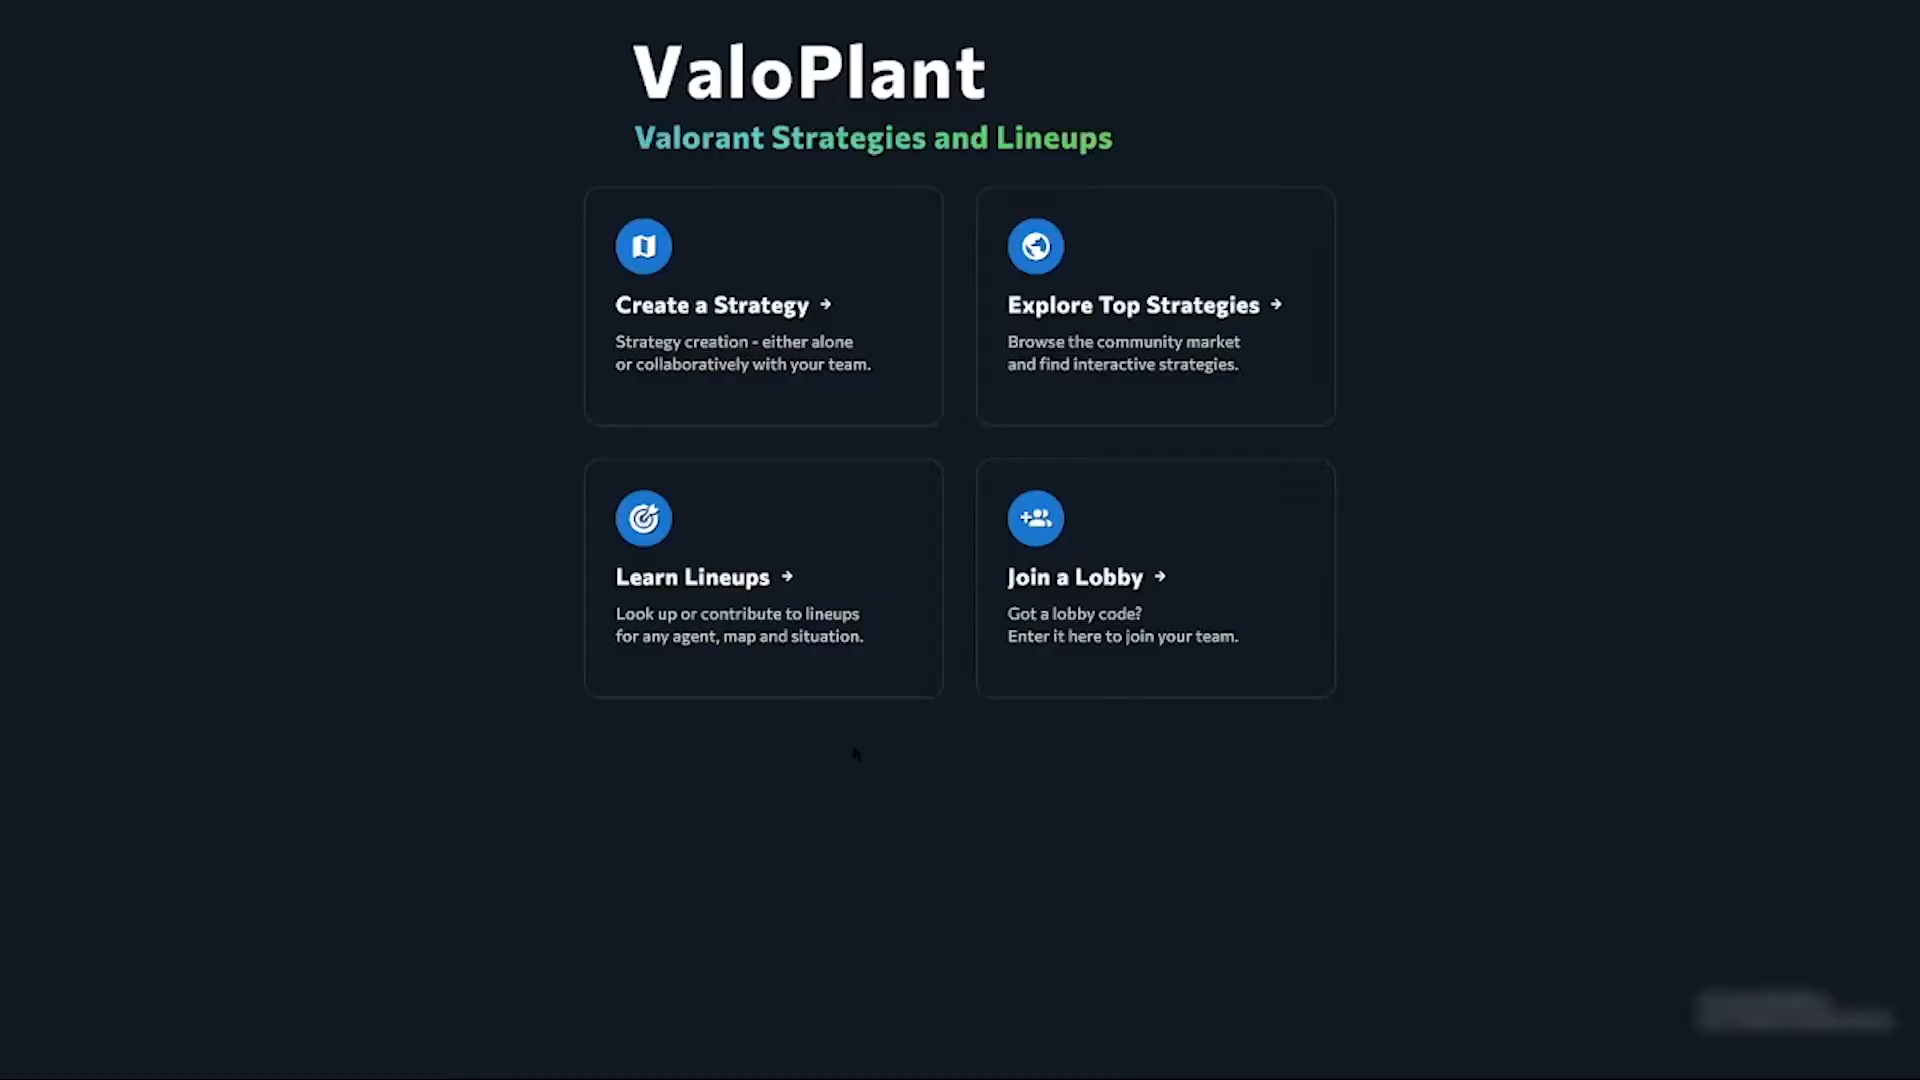 ValoPlant
Valorant Strategies and Lineups
Create a Strategy →
Strategy creation - either alone
or collaboratively with your team.
Explore Top Strategies →
Browse the community market
and find interactive strategies.
Learn Lineups →
Look up or contribute to lineups
for any agent, map and situation.
Join a Lobby →
Got a lobby code?
Enter it here to join your team.